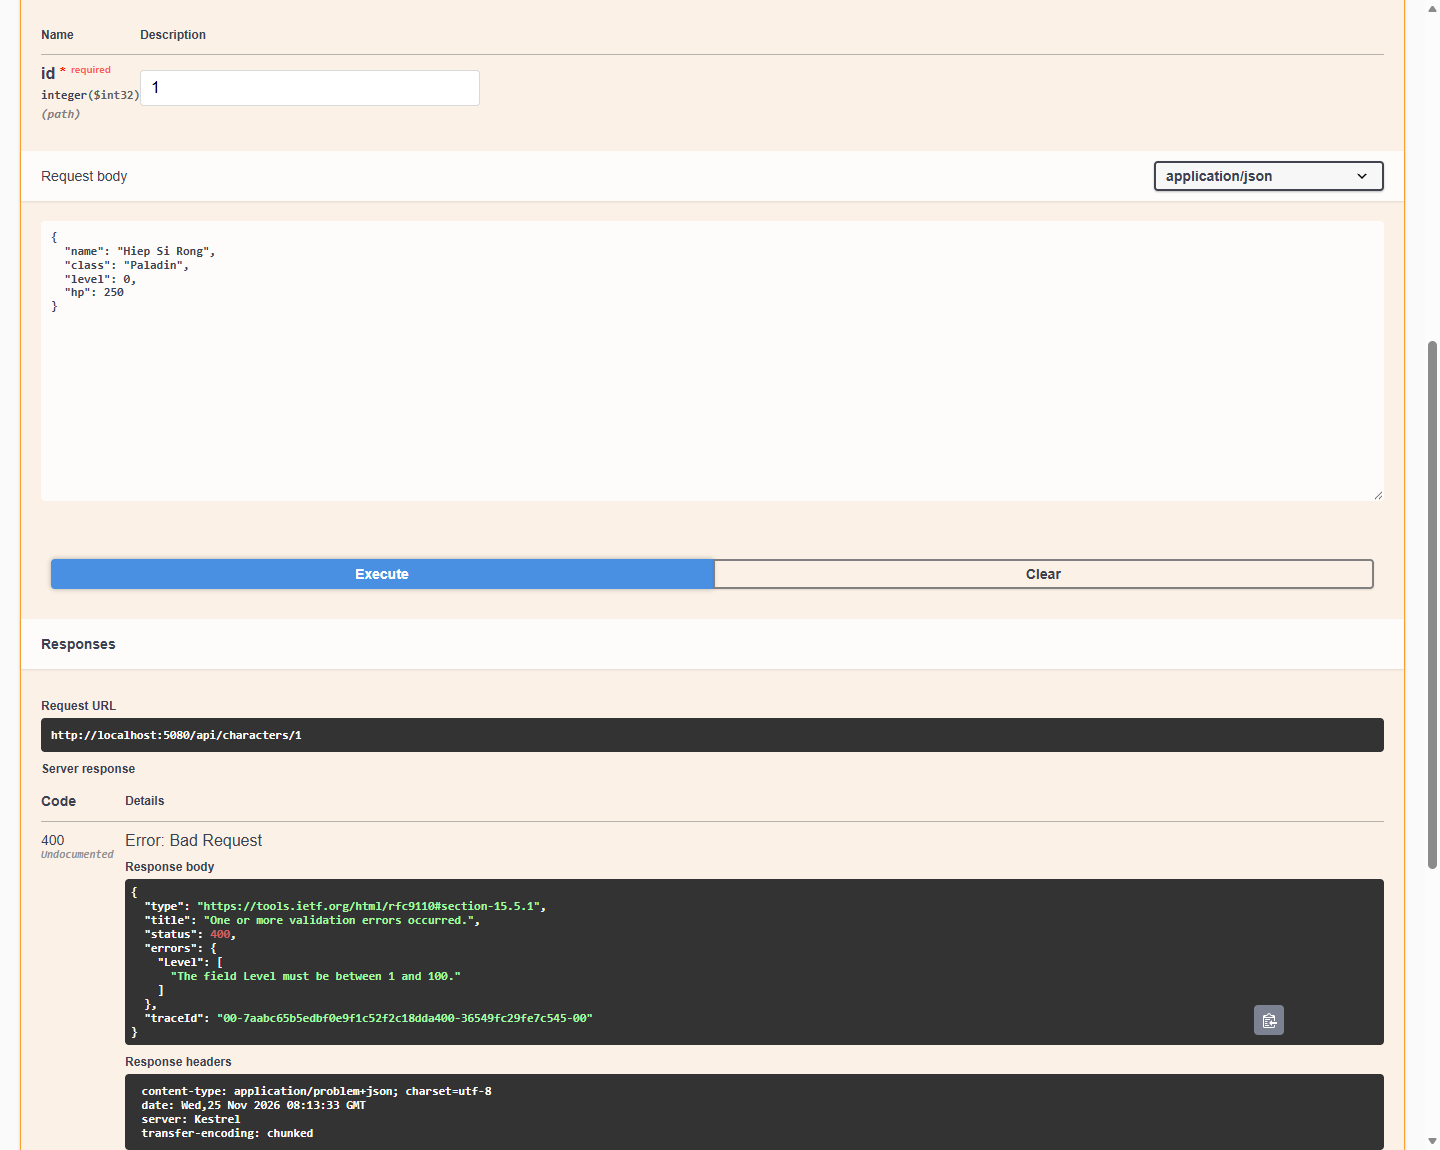 Name Description
id * required
integer($int32)
(path)
1
Request body application/json
{
  "name": "Hiep Si Rong",
  "class": "Paladin",
  "level": 0,
  "hp": 250
}
Execute Clear
Responses
Request URL
http://localhost:5080/api/characters/1
Server response
Code Details
400 Error: Bad Request
Undocumented
Response body
{
  "type": "https://tools.ietf.org/html/rfc9110#section-15.5.1",
  "title": "One or more validation errors occurred.",
  "status": 400,
  "errors": {
    "Level": [
      "The field Level must be between 1 and 100."
    ]
  },
  "traceId": "00-7aabc65b5edbf0e9f1c52f2c18dda400-36549fc29fe7c545-00"
}
Response headers
content-type: application/problem+json; charset=utf-8
date: Wed,25 Nov 2026 08:13:33 GMT
server: Kestrel
transfer-encoding: chunked